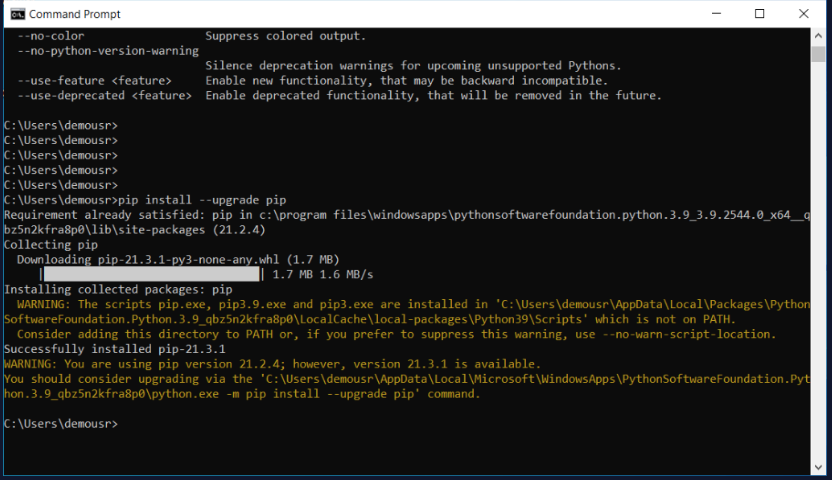 Command Prompt
--no-color Suppress colored output.
--no-python-version-warning
Silence deprecation warnings for upcoming unsupported Pythons.
--use-feature <feature> Enable new functionality, that may be backward incompatible.
--use-deprecated <feature> Enable deprecated functionality, that will be removed in the future.
C:\Users\demousr>
C:\Users\demousr>
C:\Users\demousr>
C:\Users\demousr>
C:\Users\demousr>
C:\Users\demousr>pip install --upgrade pip
Requirement already satisfied: pip in c:\program files\windowsapps\pythonsoftwarefoundation.python.3.9_3.9.2544.0_x64__q
bz5n2kfra8p0\lib\site-packages (21.2.4)
Collecting pip
Downloading pip-21.3.1-py3-none-any.whl (1.7 MB)
| | 1.7 MB 1.6 MB/s
Installing collected packages: pip
WARNING: The scripts pip.exe, pip3.9.exe and pip3.exe are installed in 'C:\Users\demousr\AppData\Local\Packages\Python
SoftwareFoundation.Python.3.9_qbz5n2kfra8p0\LocalCache\local-packages\Python39\Scripts' which is not on PATH.
Consider adding this directory to PATH or, if you prefer to suppress this warning, use --no-warn-script-location.
Successfully installed pip-21.3.1
WARNING: You are using pip version 21.2.4; however, version 21.3.1 is available.
You should consider upgrading via the 'C:\Users\demousr\AppData\Local\Microsoft\WindowsApps\PythonSoftwareFoundation.Pyt
hon.3.9_qbz5n2kfra8p0\python.exe -m pip install --upgrade pip' command.
C:\Users\demousr>